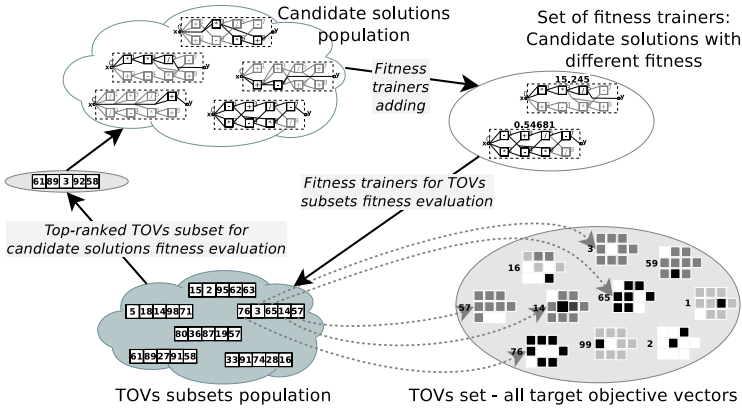 Candidate solutions
population
Set of fitness trainers:
Candidate solutions with
different fitness
Fitness
trainers
adding
15.245
0.54681
61 89 3 92 58
Fitness trainers for TOVs
subsets fitness evaluation
Top-ranked TOVs subset for
candidate solutions fitness evaluation
15 2 95 62 63
5 18 14 98 71
76 3 65 14 57
80 36 87 19 57
61 89 27 91 58
33 91 74 28 16
3
59
16
65
1
57
14
99
2
76
TOVs subsets population
TOVs set - all target objective vectors